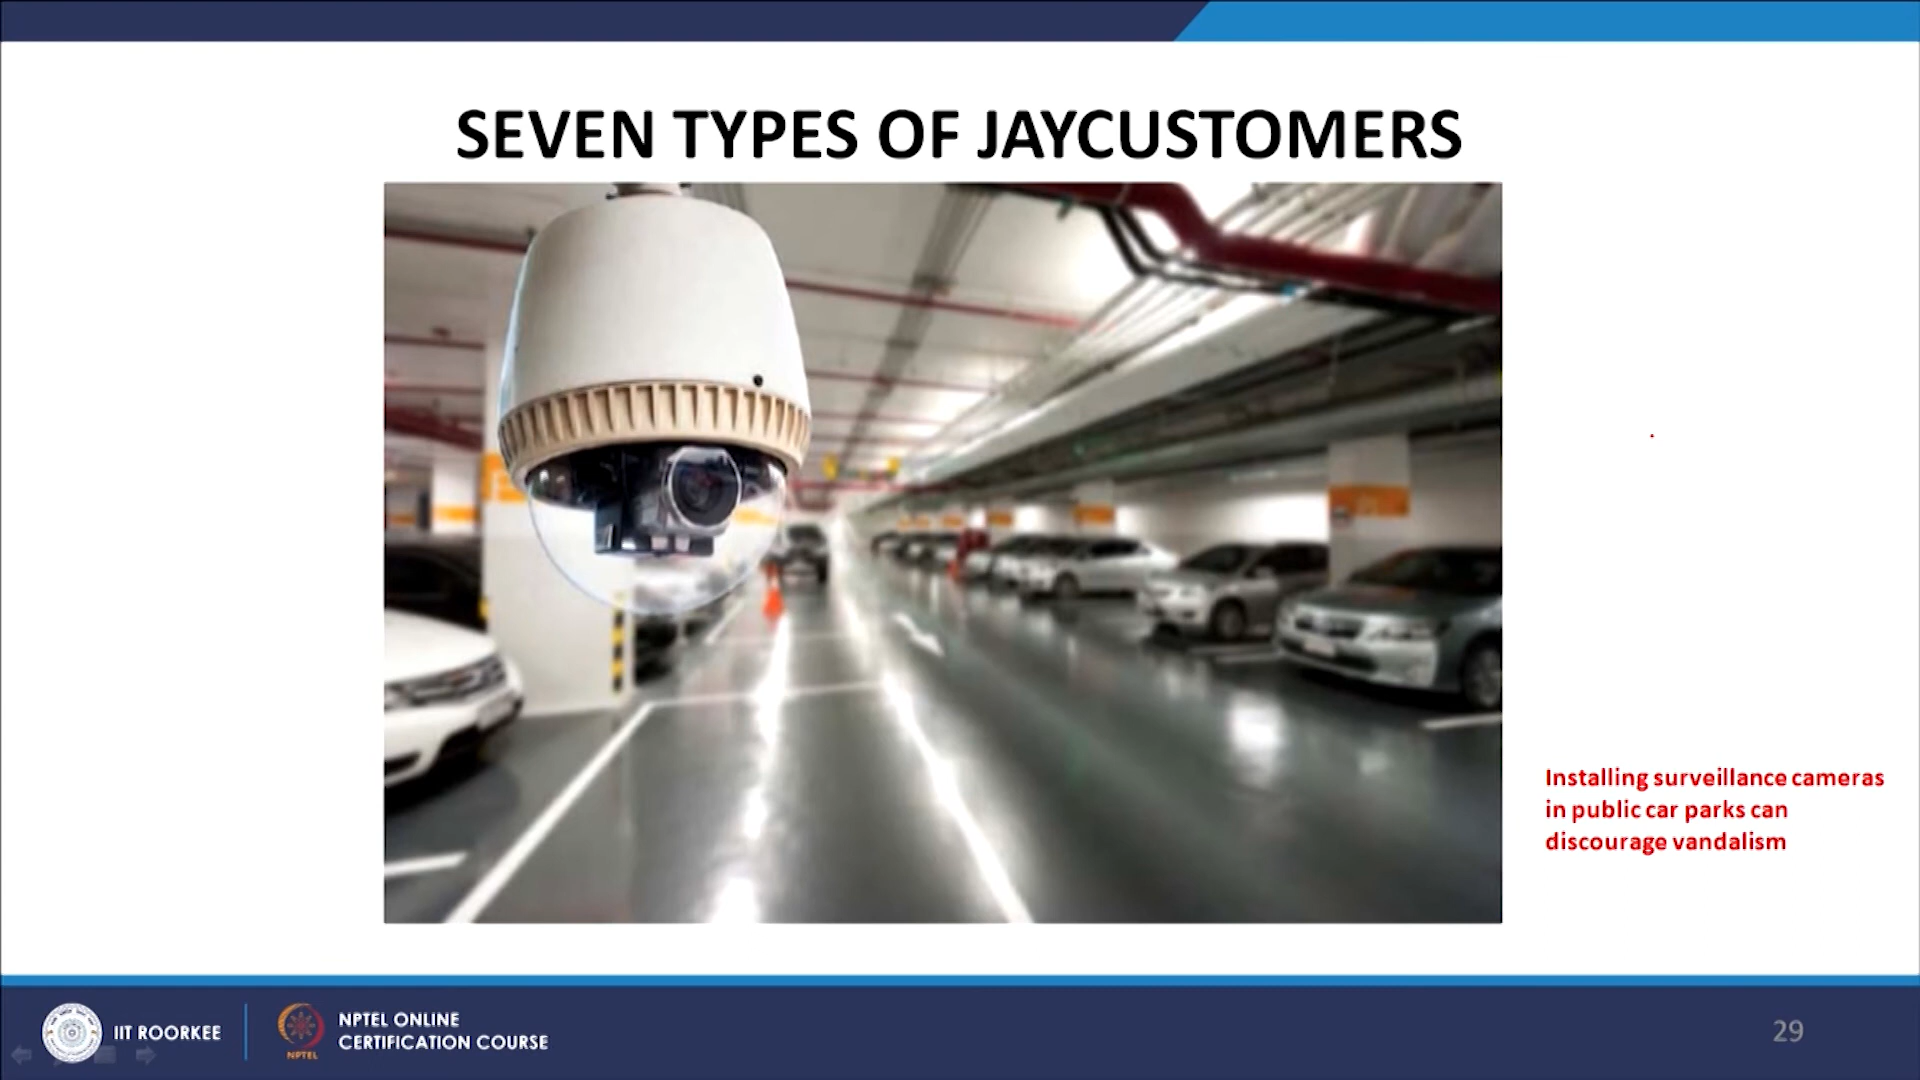 SEVEN TYPES OF JAYCUSTOMERS
Installing surveillance cameras
in public car parks can
discourage vandalism
IIT ROORKEE
NPTEL
NPTEL ONLINE
CERTIFICATION COURSE
29